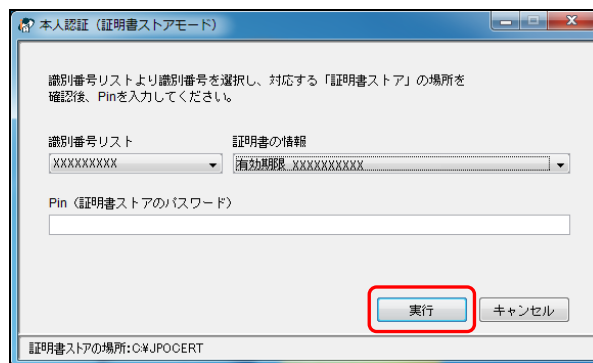 本人認証（証明書ストアモード）
識別番号リストより識別番号を選択し、対応する「証明書ストア」の場所を
確認後、Pinを入力してください。
識別番号リスト 証明書の情報
XXXXXXXXX 有効期限 XXXXXXXXXX
Pin（証明書ストアのパスワード）
実行 キャンセル
証明書ストアの場所:C:¥JPOCERT